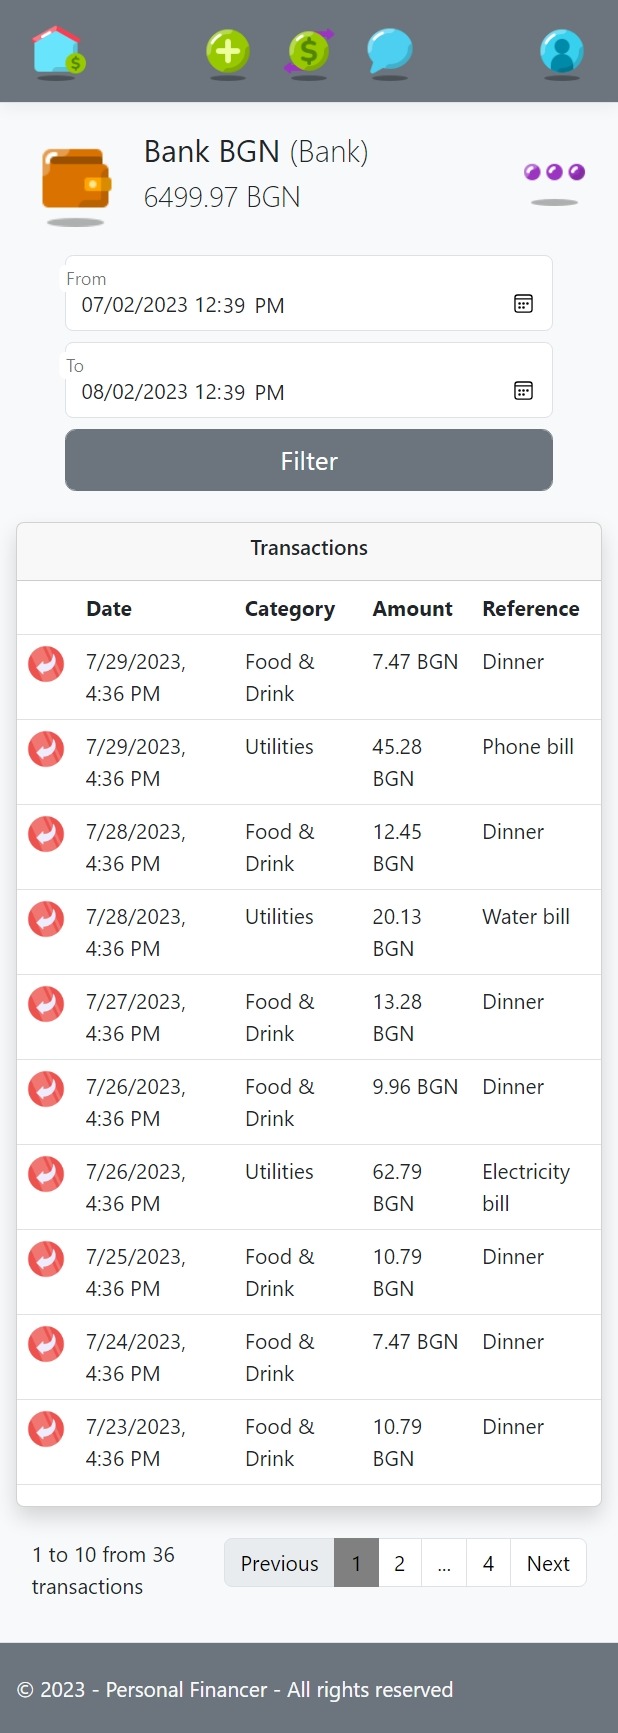 Bank BGN (Bank)
6499.97 BGN
From
07/02/2023 12:39 PM
To
08/02/2023 12:39 PM
Filter
Transactions
Date Category Amount Reference
7/29/2023, Food & 7.47 BGN Dinner
4:36 PM Drink
7/29/2023, Utilities 45.28 Phone bill
4:36 PM BGN
7/28/2023, Food & 12.45 Dinner
4:36 PM Drink BGN
7/28/2023, Utilities 20.13 Water bill
4:36 PM BGN
7/27/2023, Food & 13.28 Dinner
4:36 PM Drink BGN
7/26/2023, Food & 9.96 BGN Dinner
4:36 PM Drink
7/26/2023, Utilities 62.79 Electricity
4:36 PM BGN bill
7/25/2023, Food & 10.79 Dinner
4:36 PM Drink BGN
7/24/2023, Food & 7.47 BGN Dinner
4:36 PM Drink
7/23/2023, Food & 10.79 Dinner
4:36 PM Drink BGN
1 to 10 from 36
transactions
Previous 1 2 ... 4 Next
© 2023 - Personal Financer - All rights reserved